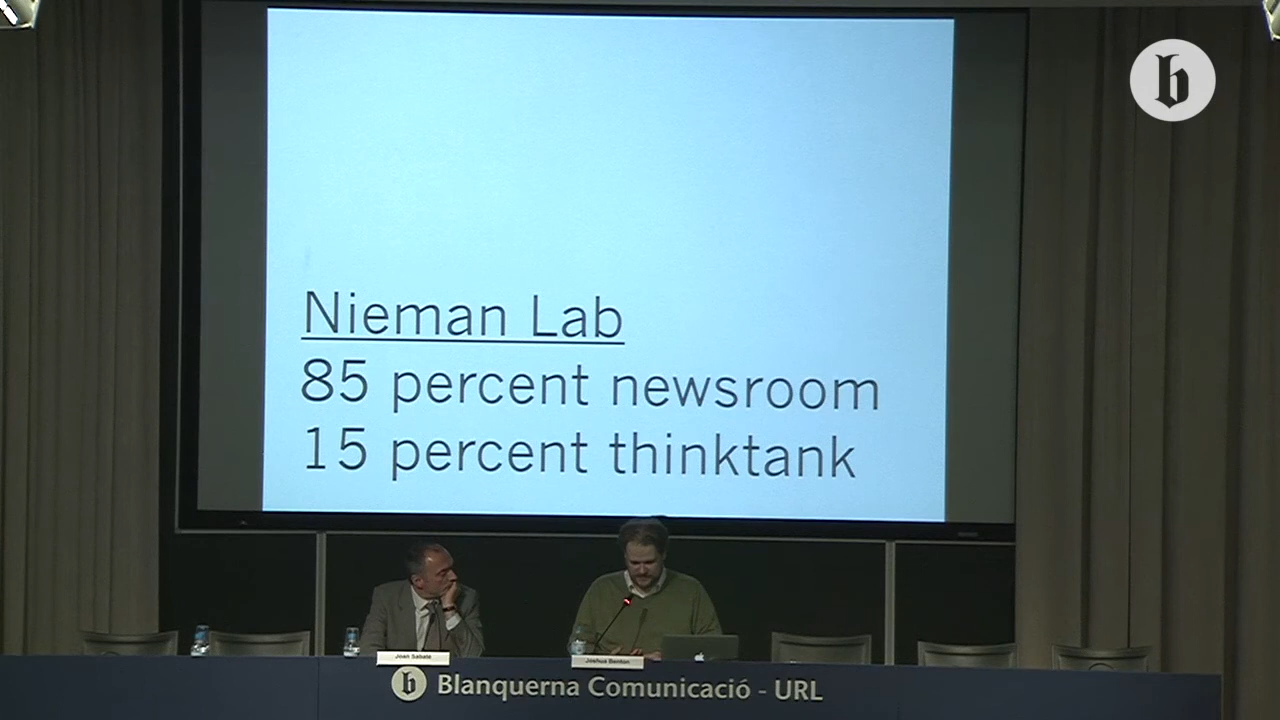 b
Nieman Lab
85 percent newsroom
15 percent thinktank
Joan Sabaté
Joshua Benton
b Blanquerna Comunicació - URL